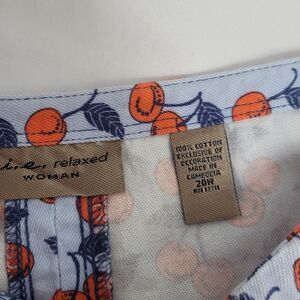 i.e. relaxed
WOMAN
100% COTTON
EXCLUSIVE OF
DECORATION
MADE IN
CAMBODIA
20W